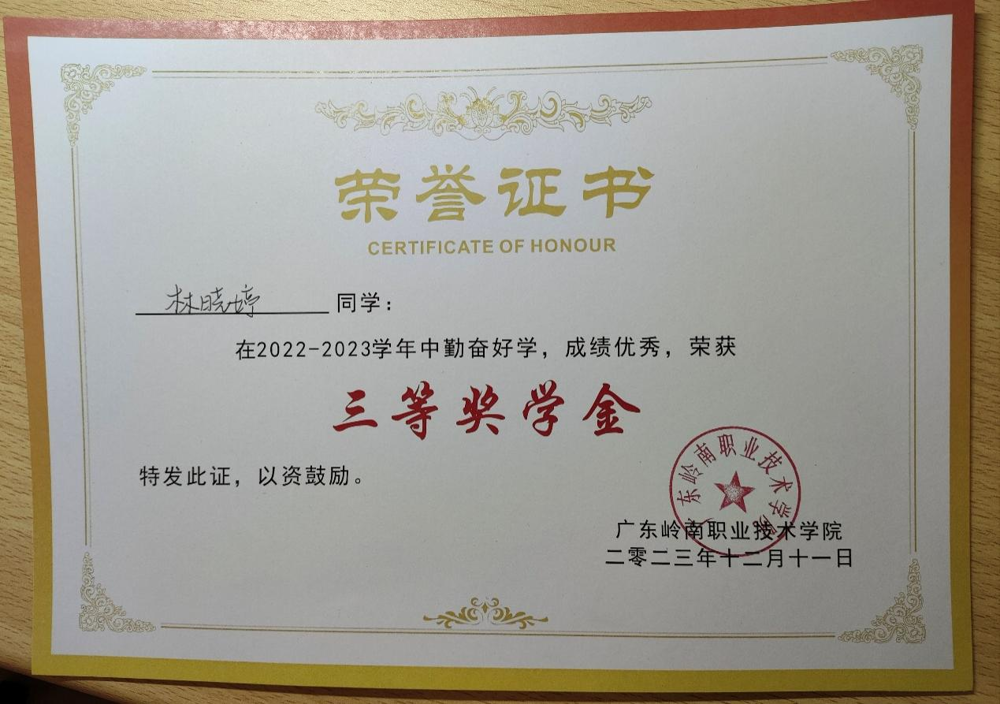 荣誉证书
CERTIFICATE OF HONOUR
林晓婷 同学：
在2022-2023学年中勤奋好学，成绩优秀，荣获
三等奖学金
特发此证，以资鼓励。
广东岭南职业技术学院
广东岭南职业技术学院
二零二三年十二月十一日